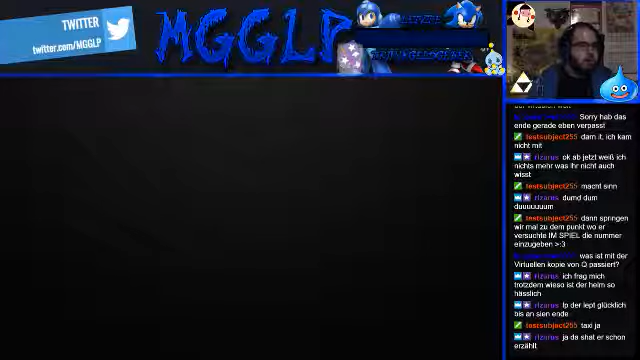 TWITTER
twitter.com/MGGLP
MGGLP
LETZTE
Sorry hab das
ende gerade eben
verpasst
testsubject255 darn it, ich kam
nicht mit
rizarus ok ab jetzt weiß ich
nichts mehr was ihr nicht auch
wisst
testsubject255 macht sinn
rizarus dumd dum
duuuuuuum
testsubject255 dann springen
wir mal zu dem punkt wo er
versuchte IM SPIEL die nummer
einzugeben >:3
was ist mit der
Virtuellen kopie von Q passiert?
rizarus ich frag mich
trotzdem wieso ist der helm so
hässlich
lp der lept glücklich
bis an sien ende
testsubject255 taxi ja
rizarus ja da shat er schon
erzählt